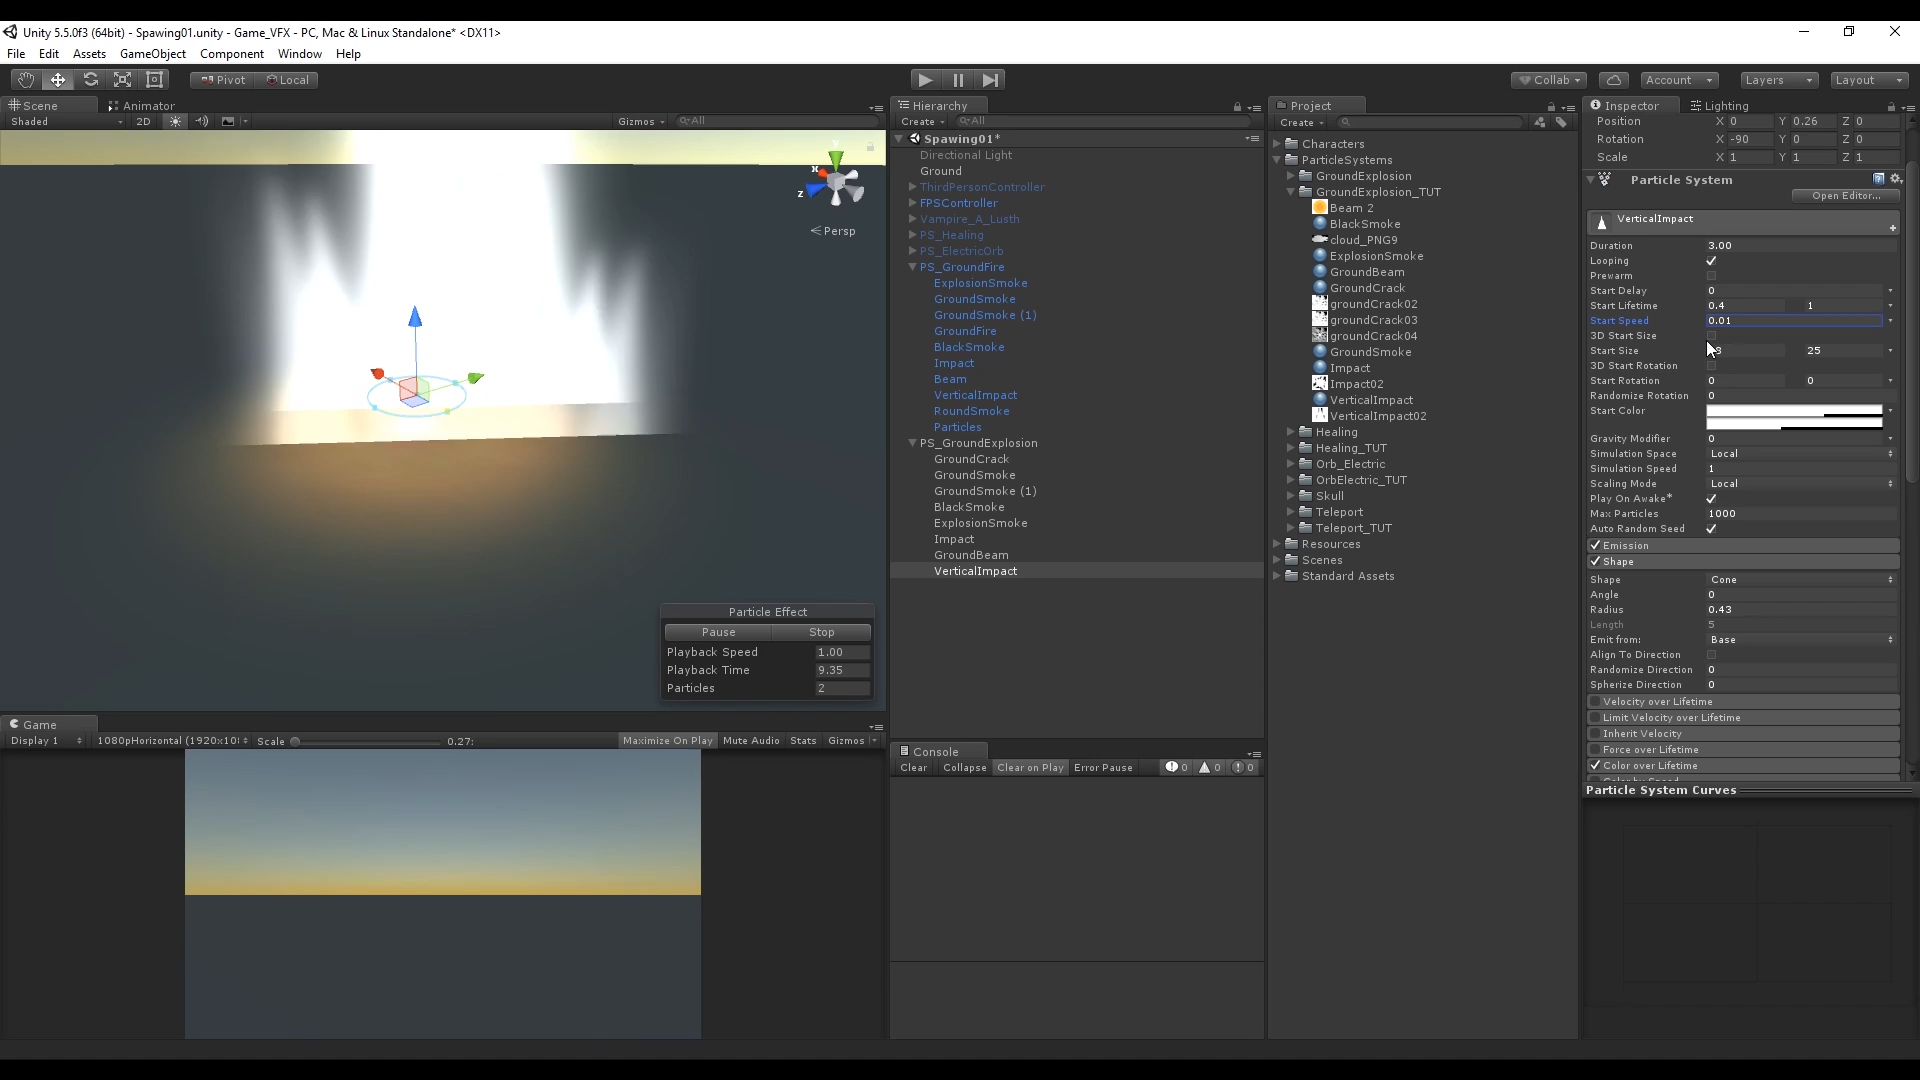 Unity 5.5.0f3 (64bit) - Spawing01.unity - Game_VFX - PC, Mac & Linux Standalone* <DX11>
File Edit Assets GameObject Component Window Help
Pivot Local Collab Account Layers Layout
Scene Animator
Shaded 2D Gizmos All
Persp
Particle Effect
Pause Stop
Playback Speed 1.00
Playback Time 9.35
Particles 2
Game
Display 1 1080pHorizontal (1920x10 Scale 0.27: Maximize On Play Mute Audio Stats Gizmos
Hierarchy
Create All
Spawing01*
Directional Light
Ground
ThirdPersonController
FPSController
Vampire_A_Lusth
PS_Healing
PS_ElectricOrb
PS_GroundFire
ExplosionSmoke
GroundSmoke
GroundSmoke (1)
GroundFire
BlackSmoke
Impact
Beam
VerticalImpact
RoundSmoke
Particles
PS_GroundExplosion
GroundCrack
GroundSmoke
GroundSmoke (1)
BlackSmoke
ExplosionSmoke
Impact
GroundBeam
VerticalImpact
Console
Clear Collapse Clear on Play Error Pause 0 0 0
Project
Create
Characters
ParticleSystems
GroundExplosion
GroundExplosion_TUT
Beam 2
BlackSmoke
cloud_PNG9
ExplosionSmoke
GroundBeam
GroundCrack
groundCrack02
groundCrack03
groundCrack04
GroundSmoke
Impact
Impact02
VerticalImpact
VerticalImpact02
Healing
Healing_TUT
Orb_Electric
OrbElectric_TUT
Skull
Teleport
Teleport_TUT
Resources
Scenes
Standard Assets
Inspector Lighting
Position X 0 Y 0.26 Z 0
Rotation X -90 Y 0 Z 0
Scale X 1 Y 1 Z 1
Particle System
Open Editor...
VerticalImpact
Duration 3.00
Looping
Prewarm
Start Delay 0
Start Lifetime 0.4 1
Start Speed 0.01
3D Start Size
Start Size 25
3D Start Rotation
Start Rotation 0 0
Randomize Rotation 0
Start Color
Gravity Modifier 0
Simulation Space Local
Simulation Speed 1
Scaling Mode Local
Play On Awake*
Max Particles 1000
Auto Random Seed
Emission
Shape
Shape Cone
Angle 0
Radius 0.43
Length 5
Emit from: Base
Align To Direction
Randomize Direction 0
Spherize Direction 0
Velocity over Lifetime
Limit Velocity over Lifetime
Inherit Velocity
Force over Lifetime
Color over Lifetime
Particle System Curves